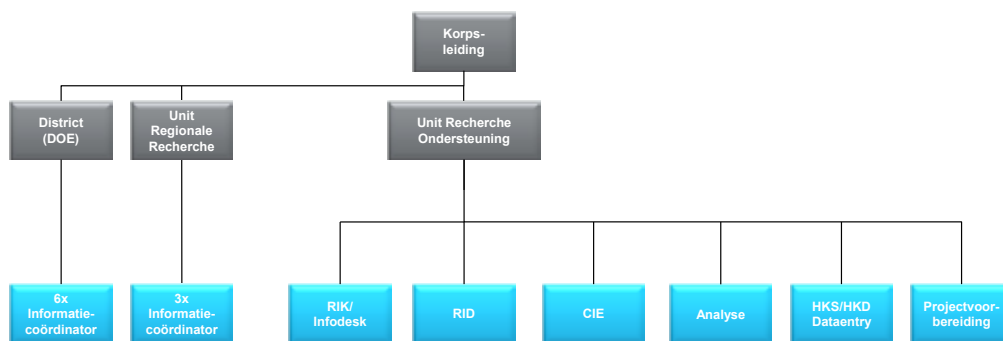 Korps-
leiding
District
(DOE)
Unit
Regionale
Recherche
Unit Recherche
Ondersteuning
6x
Informatie-
coördinator
3x
Informatie-
coördinator
RIK/
Infodesk
RID
CIE
Analyse
HKS/HKD
Dataentry
Projectvoor-
bereiding